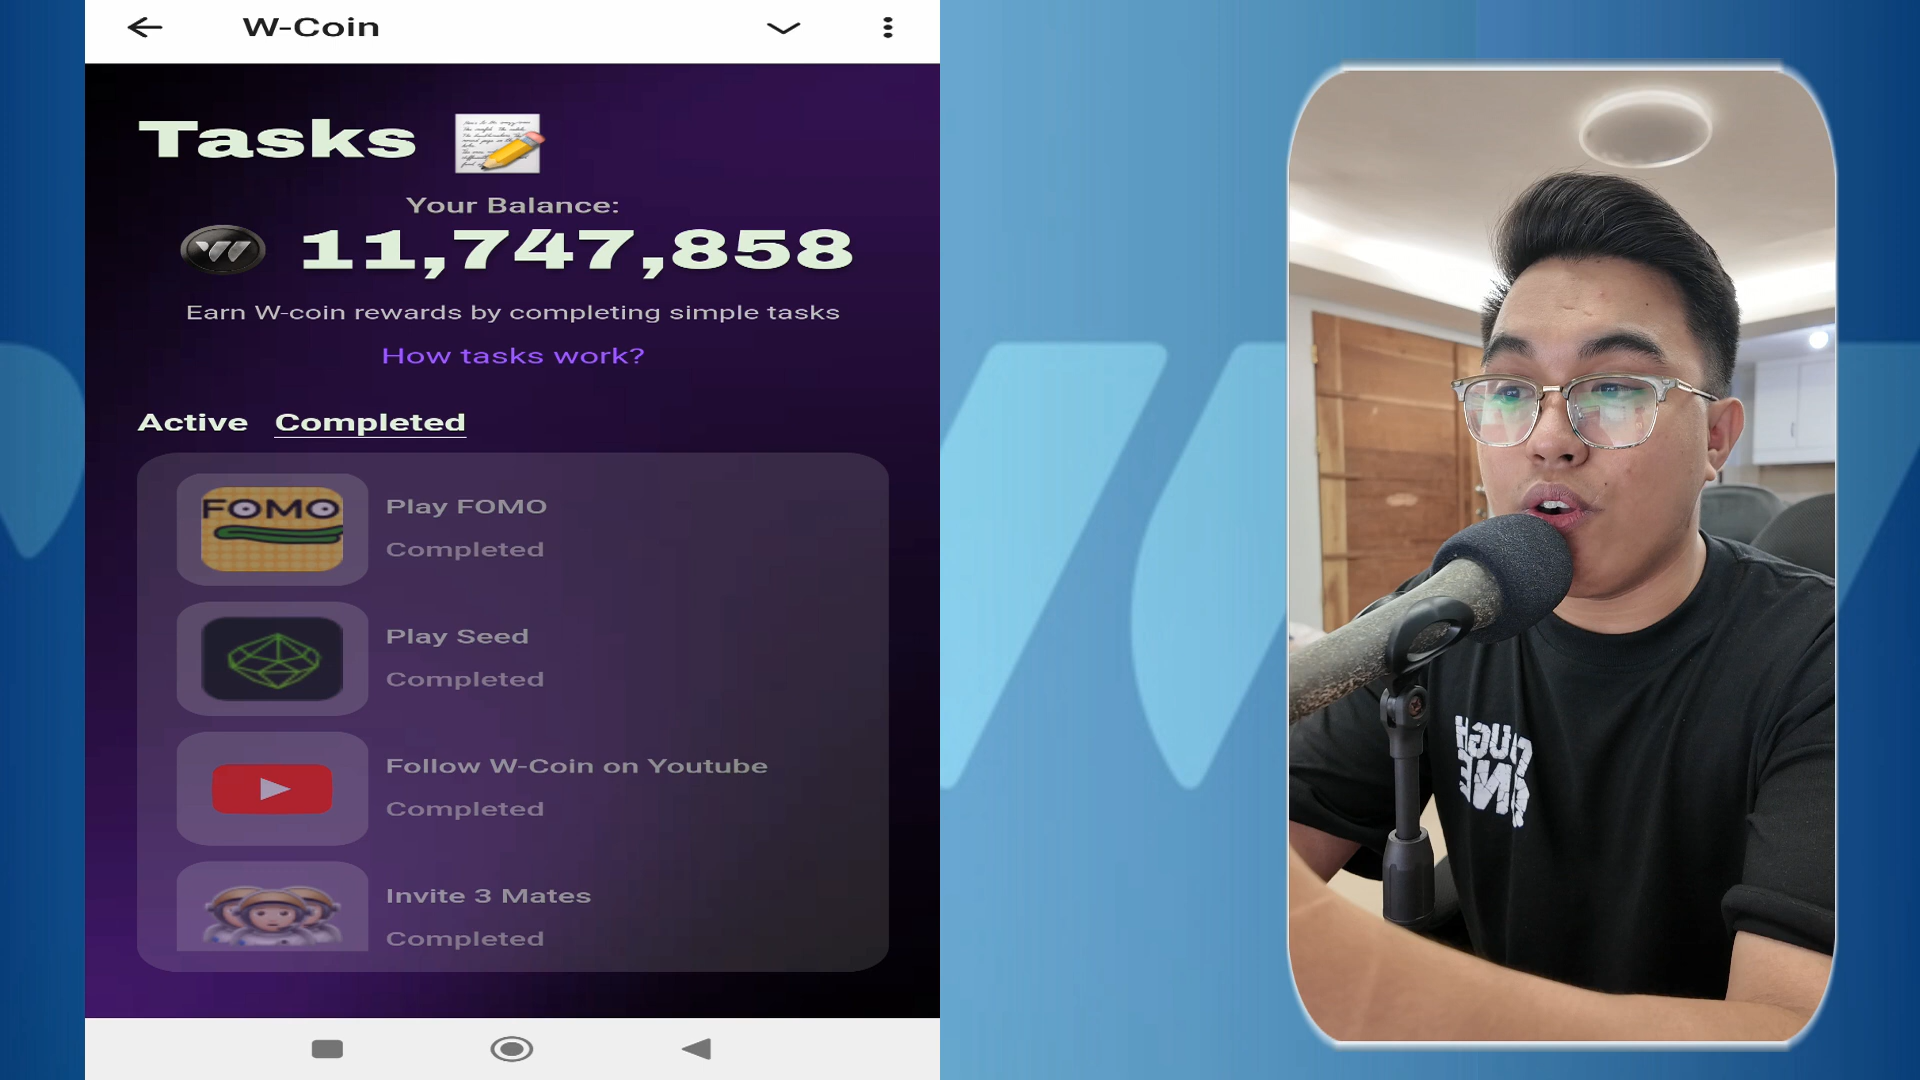 W-Coin
Tasks
Your Balance:
11,747,858
Earn W-coin rewards by completing simple tasks
How tasks work?
Active Completed
FOMO
Play FOMO
Completed
Play Seed
Completed
Follow W-Coin on Youtube
Completed
Invite 3 Mates
Completed